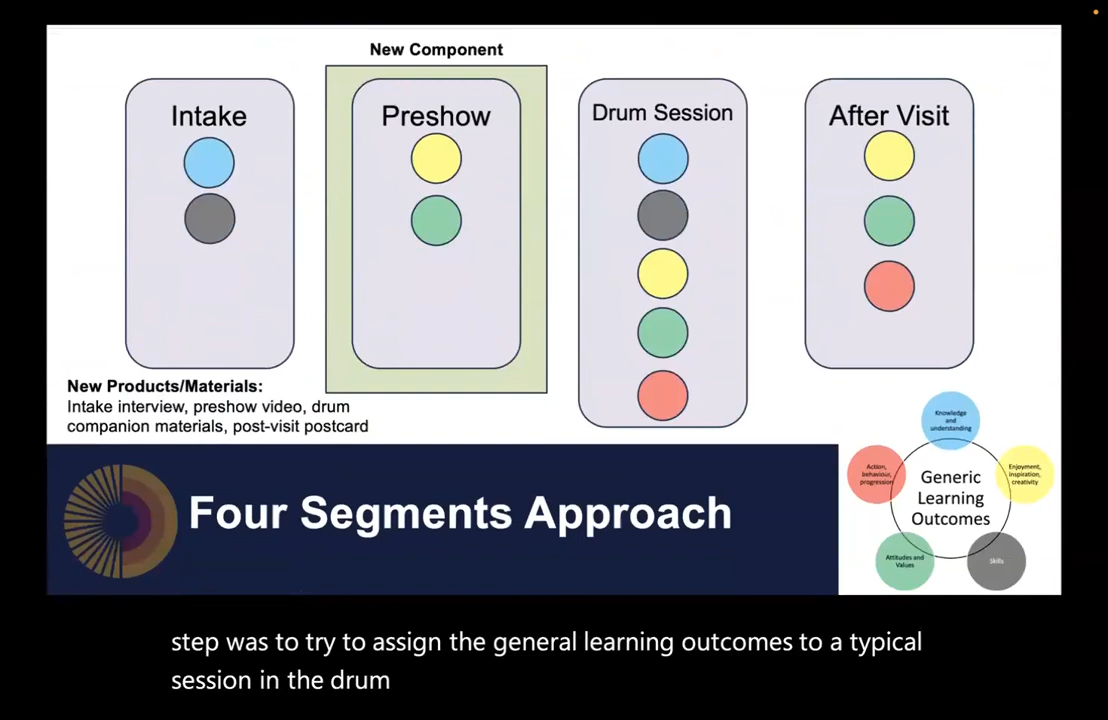 New Component
Intake
Preshow
Drum Session
After Visit
New Products/Materials:
Intake interview, preshow video, drum
companion materials, post-visit postcard
Four Segments Approach
Knowledge
and
understanding
Action,
behaviour,
progression
Enjoyment,
inspiration,
creativity
Generic
Learning
Outcomes
Attitudes and
Values
Skills
step was to try to assign the general learning outcomes to a typical
session in the drum